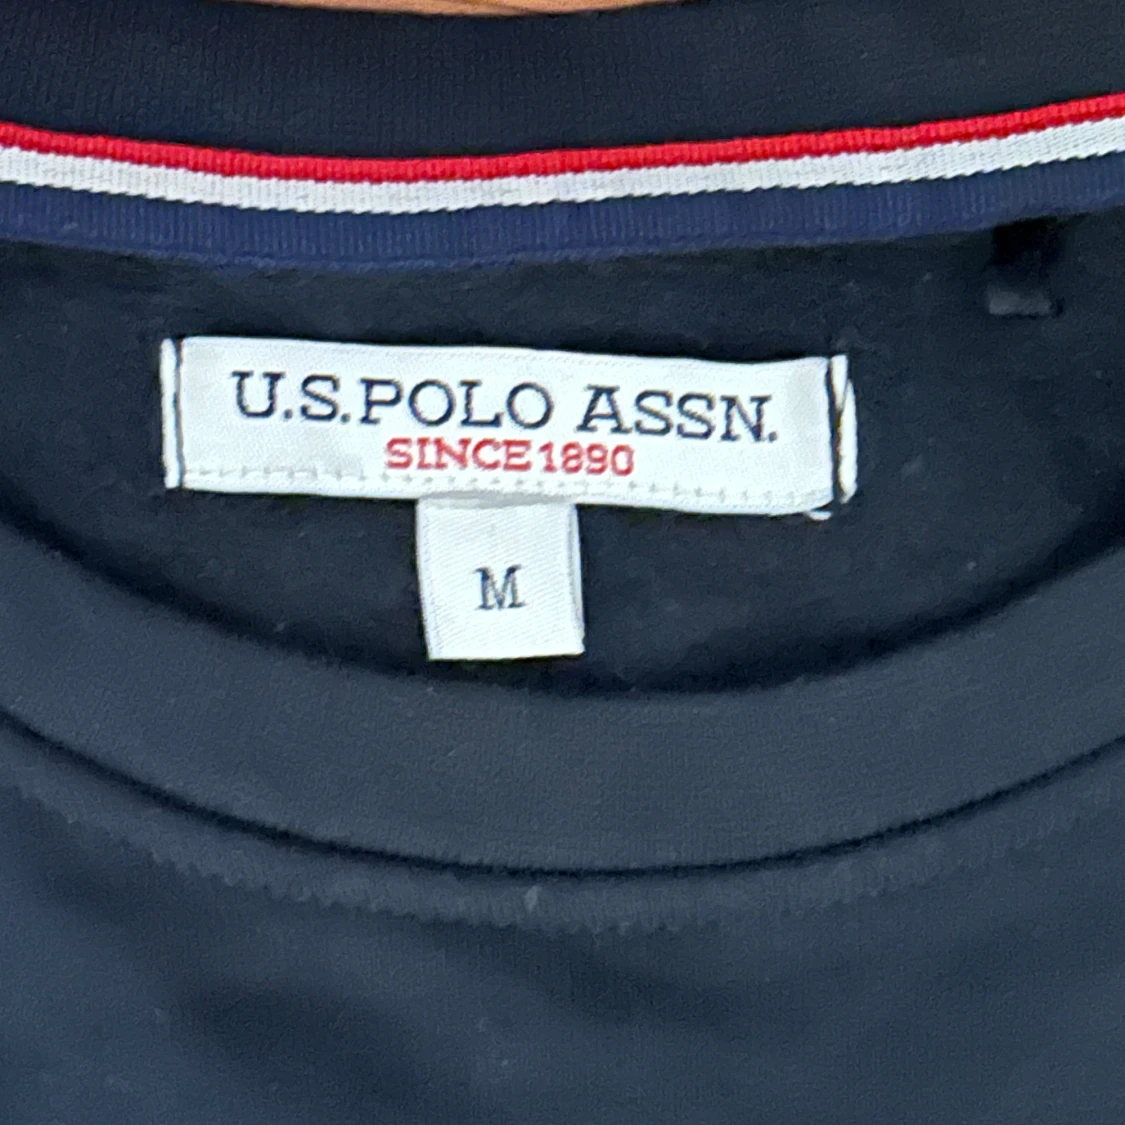 U.S.POLO ASSN.
SINCE 1890
M